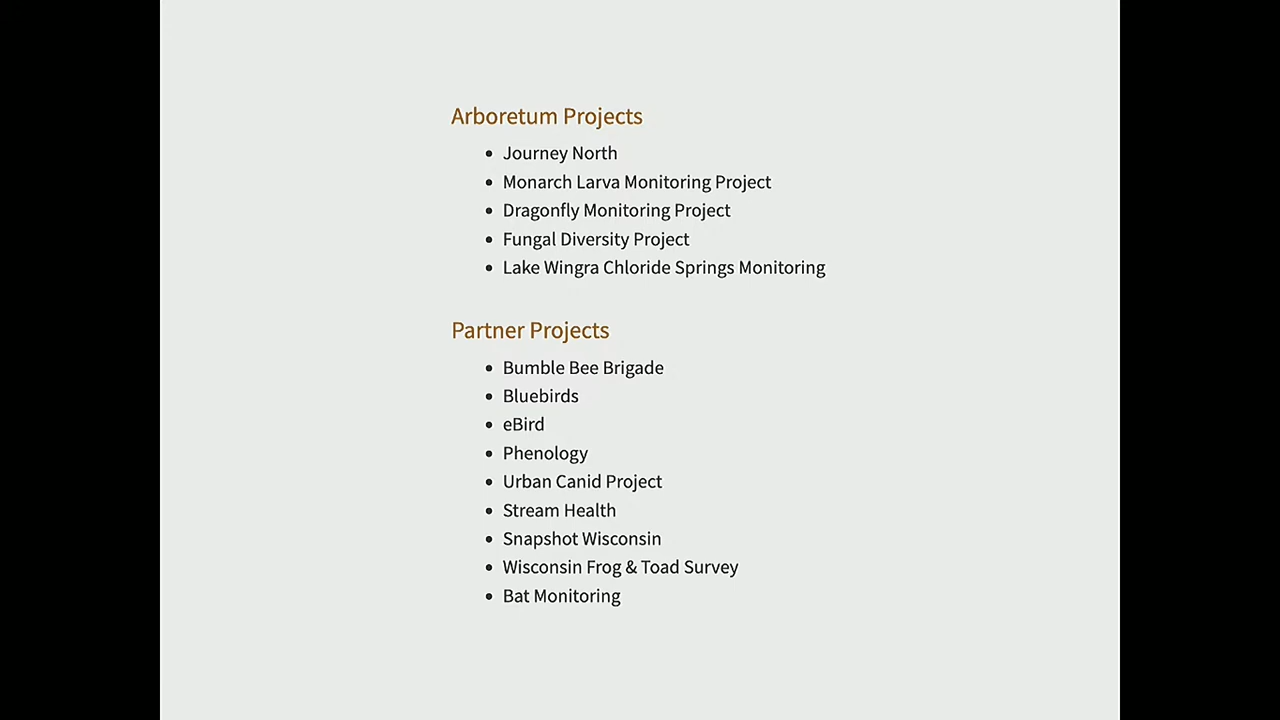 Arboretum Projects
• Journey North
• Monarch Larva Monitoring Project
• Dragonfly Monitoring Project
• Fungal Diversity Project
• Lake Wingra Chloride Springs Monitoring
Partner Projects
• Bumble Bee Brigade
• Bluebirds
• eBird
• Phenology
• Urban Canid Project
• Stream Health
• Snapshot Wisconsin
• Wisconsin Frog & Toad Survey
• Bat Monitoring